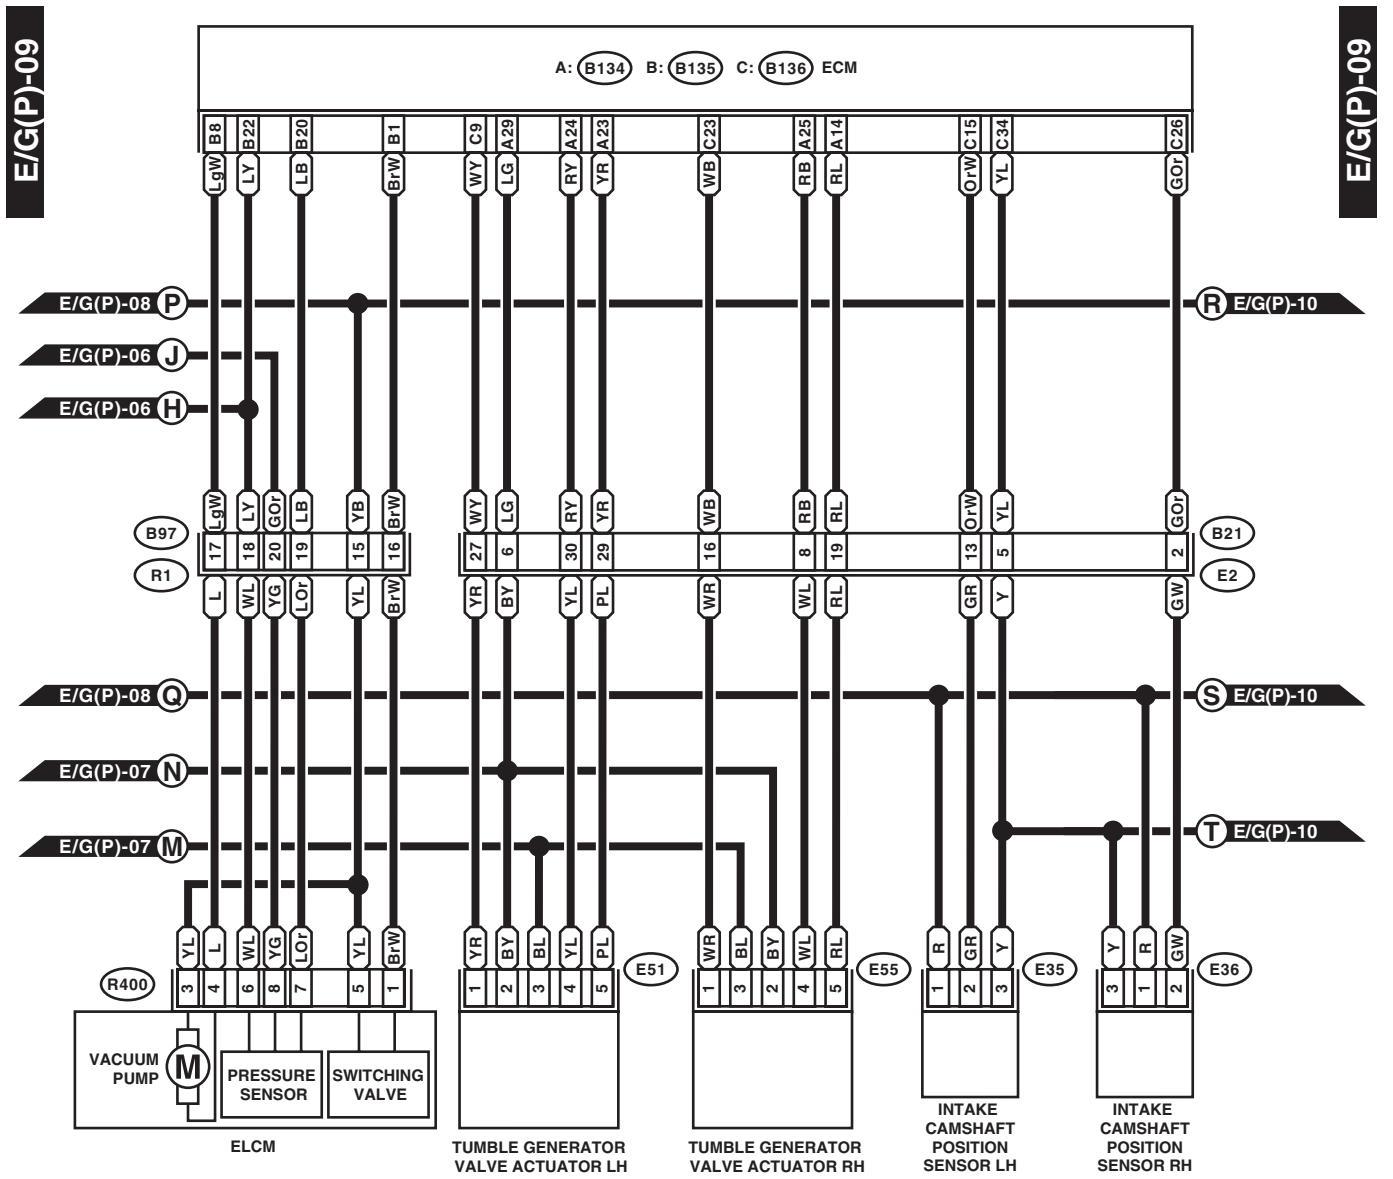 E/G(P)-09
E/G(P)-09
A: B134 B: B135 C: B136 ECM
B8 B22 B20 B1 C9 A29 A24 A23 C23 A25 A14 C15 C34 C26
LgW LY LB BrW WY LG RY YR WB RB RL OrW YL GOr
E/G(P)-08 P R E/G(P)-10
E/G(P)-06 J
E/G(P)-06 H
LgW LY GOr LB YB BrW WY LG RY YR WB RB RL OrW YL GOr
B97 17 18 20 19 15 16 27 6 30 29 16 8 19 13 5 2 B21
R1 E2
L WL YG LOr YL BrW YR BY YL PL WR WL RL GR Y GW
E/G(P)-08 Q S E/G(P)-10
E/G(P)-07 N
E/G(P)-07 M T E/G(P)-10
YL L WL YG LOr YL BrW YR BY BL YL PL WR BL BY WL RL R GR Y Y R GW
R400 3 4 6 8 7 5 1 1 2 3 4 5 E51 1 3 2 4 5 E55 1 2 3 E35 3 1 2 E36
VACUUM
PUMP
M
PRESSURE
SENSOR
SWITCHING
VALVE
ELCM
TUMBLE GENERATOR
VALVE ACTUATOR LH
TUMBLE GENERATOR
VALVE ACTUATOR RH
INTAKE
CAMSHAFT
POSITION
SENSOR LH
INTAKE
CAMSHAFT
POSITION
SENSOR RH